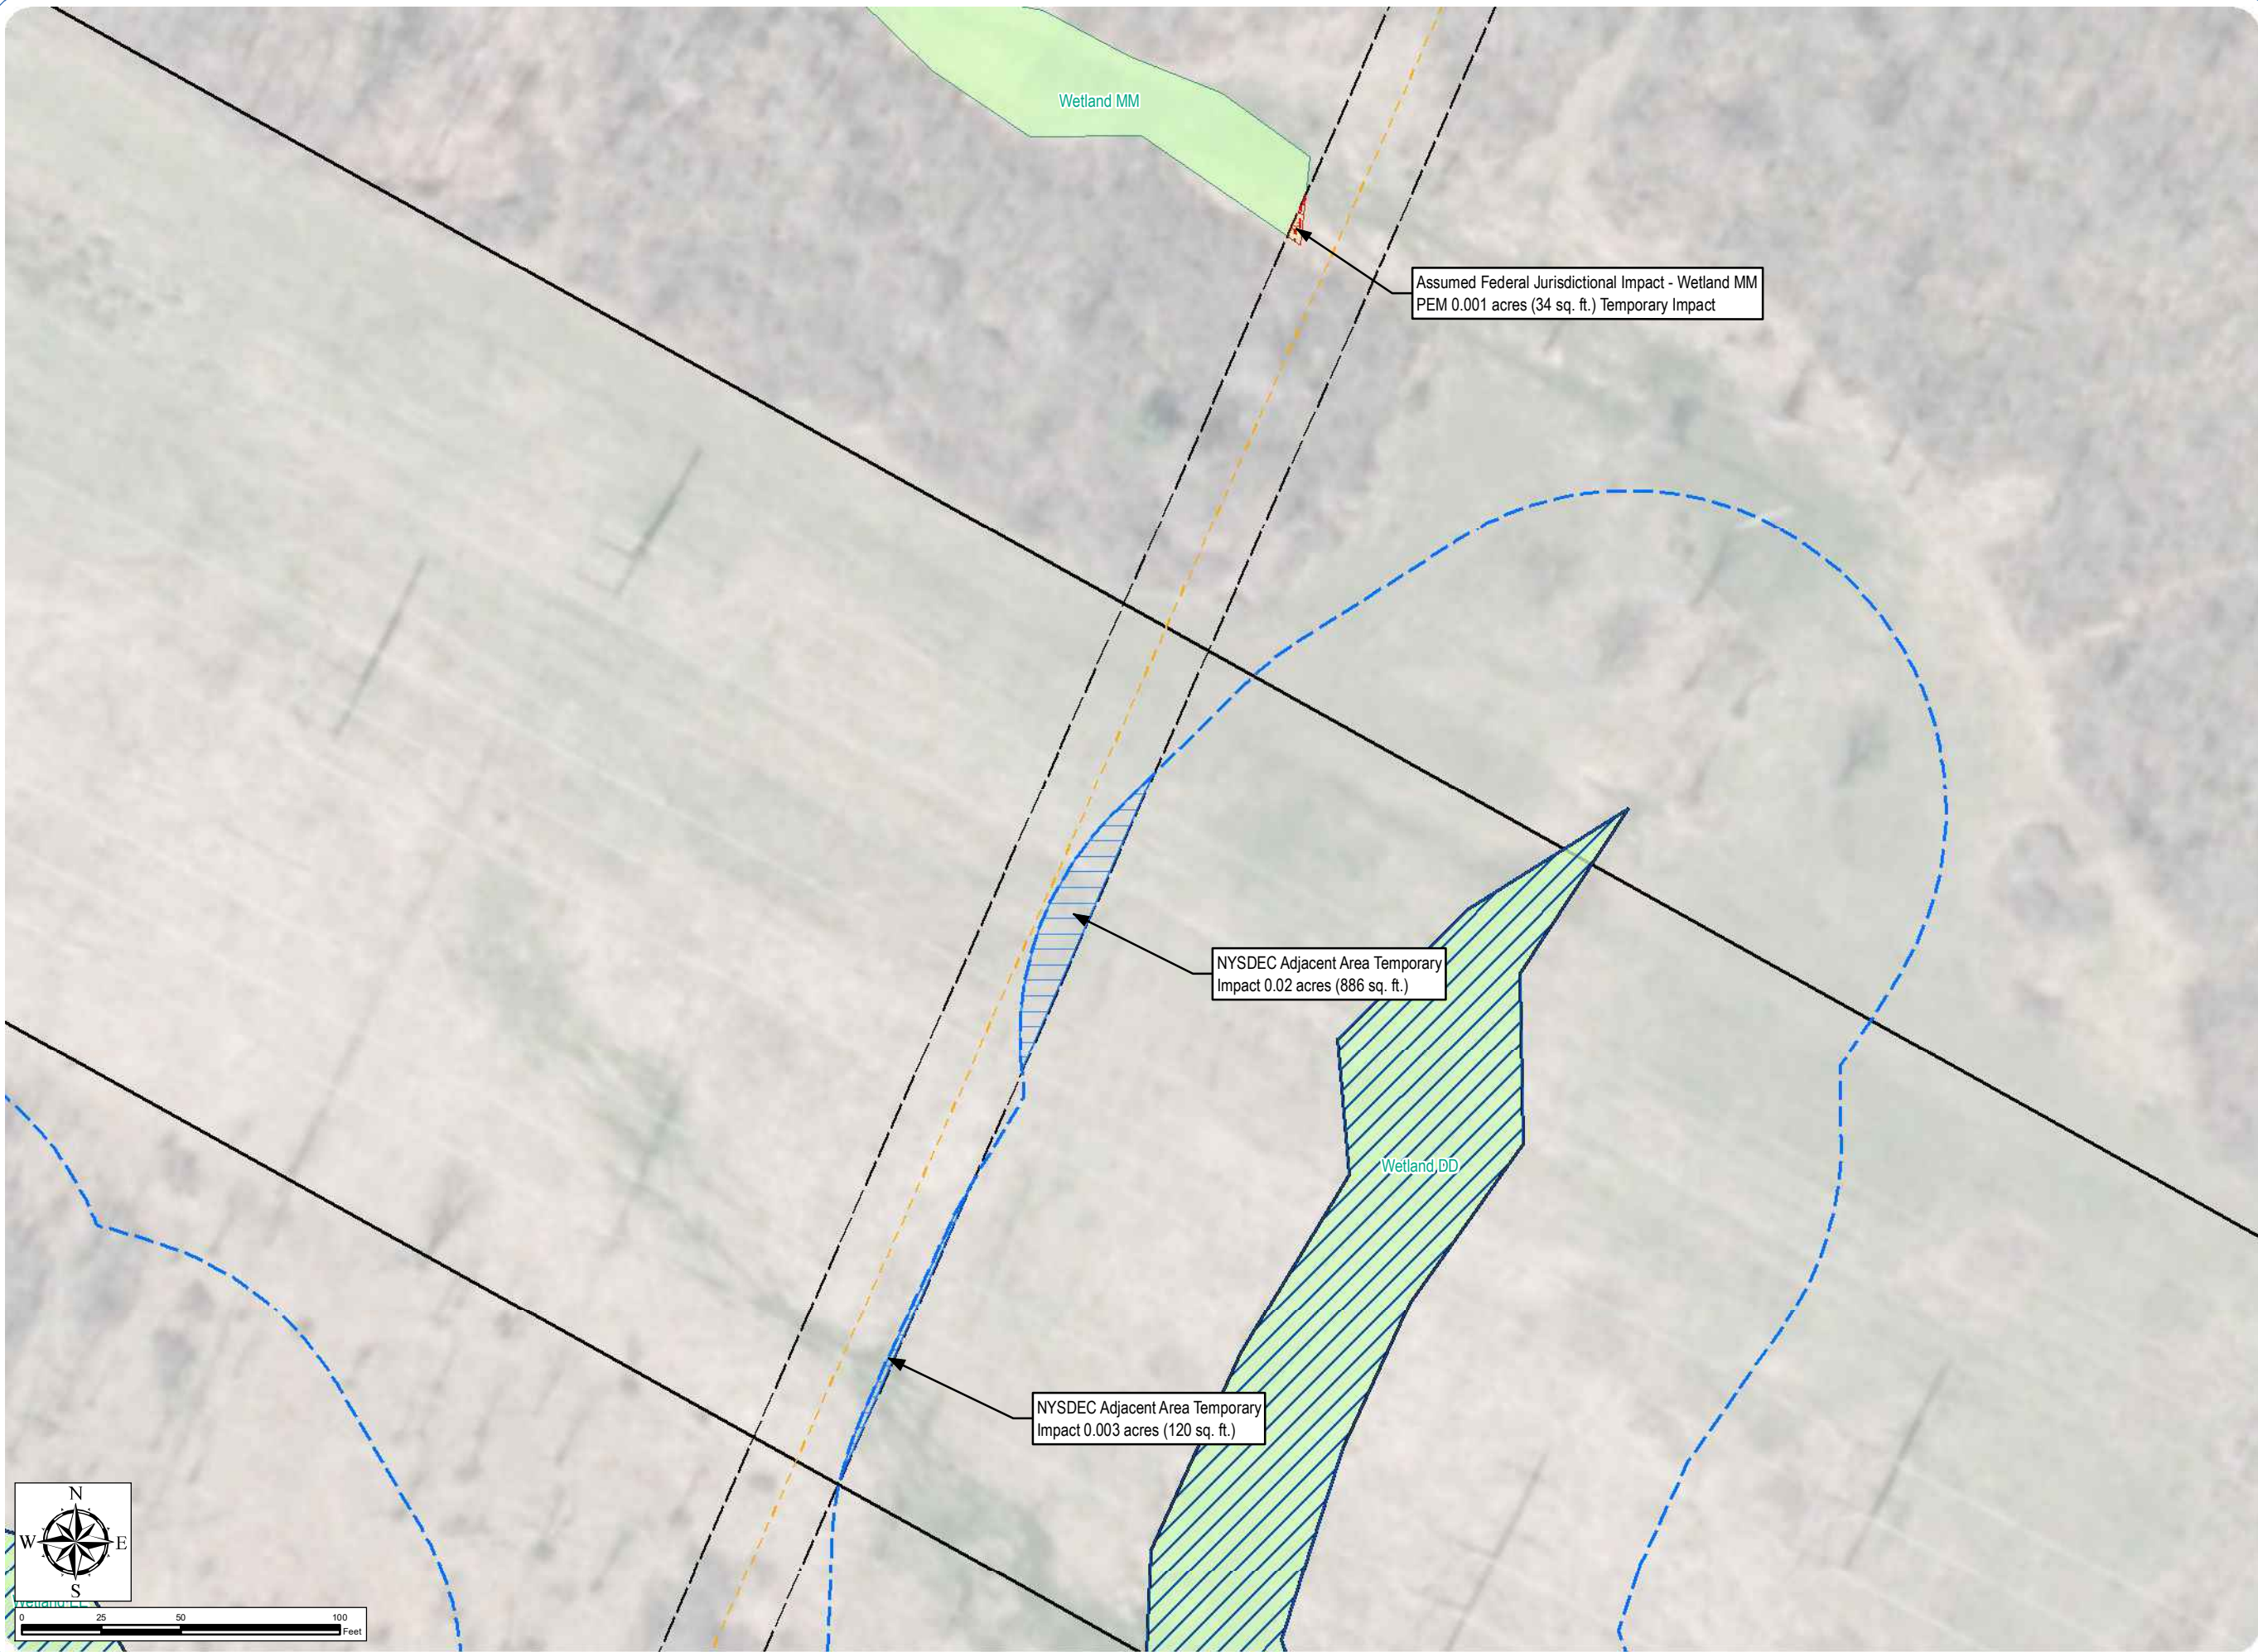 Wetland MM
Assumed Federal Jurisdictional Impact - Wetland MM
PEM 0.001 acres (34 sq. ft.) Temporary Impact
NYSDEC Adjacent Area Temporary
Impact 0.02 acres (886 sq. ft.)
Wetland DD
NYSDEC Adjacent Area Temporary
Impact 0.003 acres (120 sq. ft.)
N
W E
S
Wetland EE
0 25 50 100
Feet